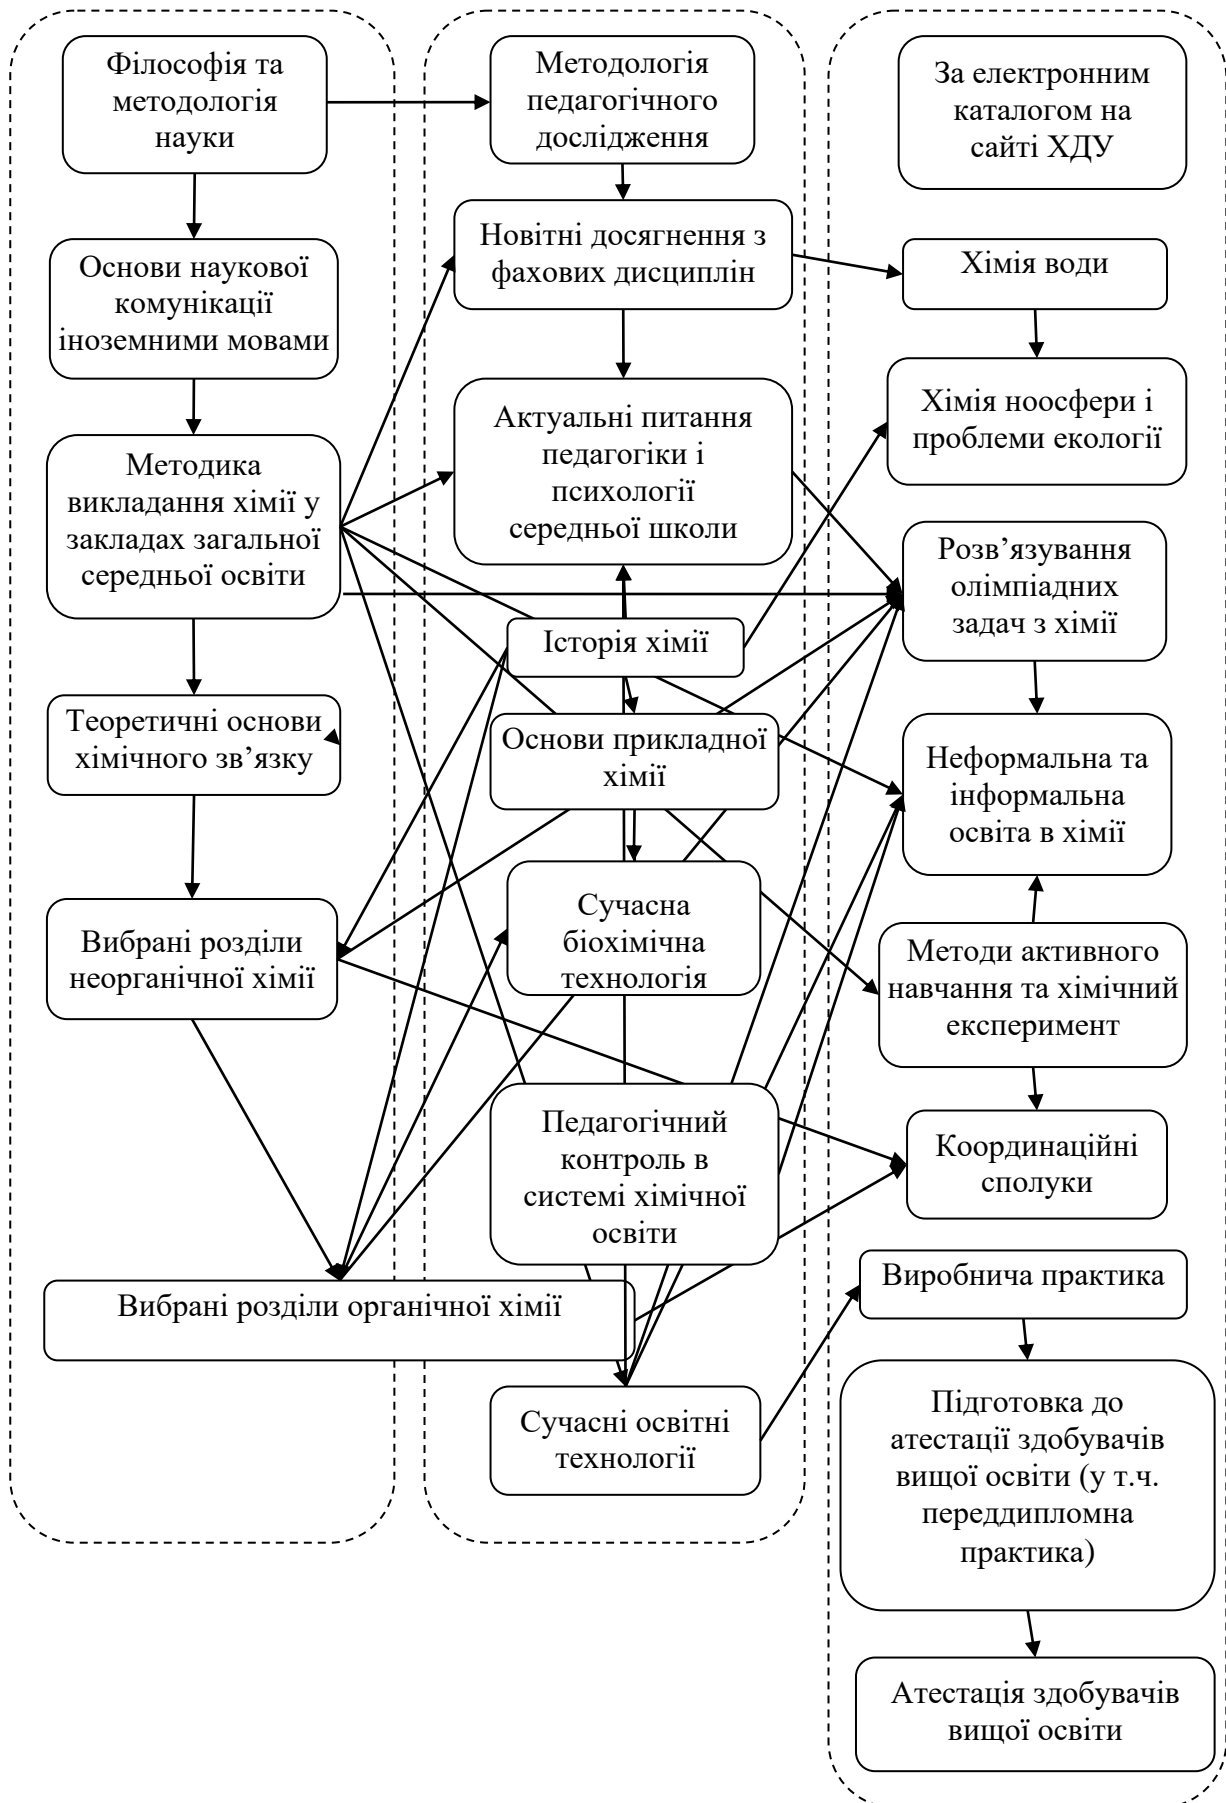 Філософія та
методологія
науки
Основи наукової
комунікації
іноземними мовами
Методика
викладання хімії у
закладах загальної
середньої освіти
Теоретичні основи
хімічного зв’язку
Вибрані розділи
неорганічної хімії
Вибрані розділи органічної хімії
Методологія
педагогічного
дослідження
Новітні досягнення з
фахових дисциплін
Актуальні питання
педагогіки і
психології
середньої школи
Історія хімії
Основи прикладної
хімії
Сучасна
біохімічна
технологія
Педагогічний
контроль в
системі хімічної
освіти
Сучасні освітні
технології
За електронним
каталогом на
сайті ХДУ
Хімія води
Хімія ноосфери і
проблеми екології
Розв’язування
олімпіадних
задач з хімії
Неформальна та
інформальна
освіта в хімії
Методи активного
навчання та хімічний
експеримент
Координаційні
сполуки
Виробнича практика
Підготовка до
атестації здобувачів
вищої освіти (у т.ч.
переддипломна
практика)
Атестація здобувачів
вищої освіти